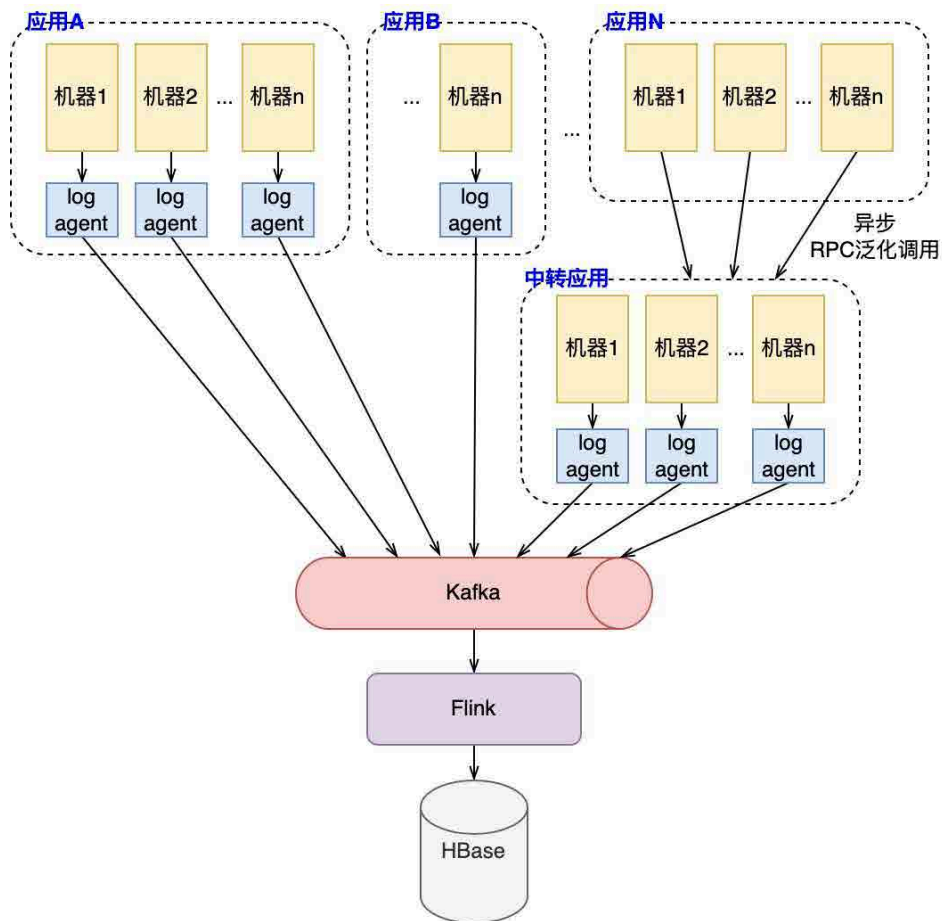 应用A
应用B
应用N
机器1
机器2
...
机器n
...
机器n
...
机器1
机器2
...
机器n
log
agent
log
agent
log
agent
log
agent
异步
RPC泛化调用
中转应用
机器1
机器2
...
机器n
log
agent
log
agent
log
agent
Kafka
Flink
HBase